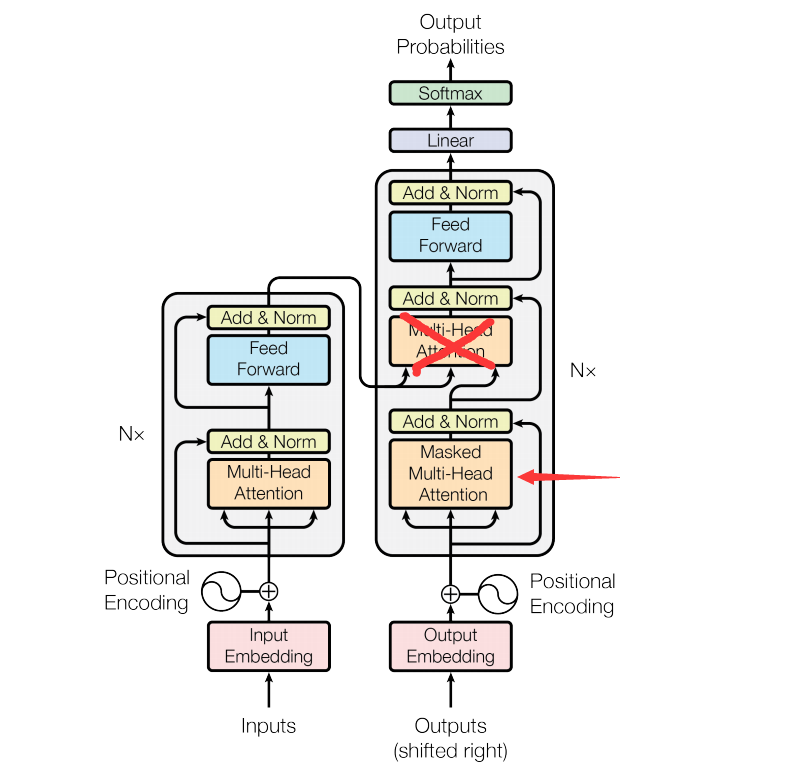 Output
Probabilities
Softmax
Linear
Add & Norm
Feed
Forward
Add & Norm
Multi-Head
Attention
Add & Norm
Masked
Multi-Head
Attention
Nx
Add & Norm
Feed
Forward
Add & Norm
Multi-Head
Attention
Nx
Positional
Encoding
Positional
Encoding
Input
Embedding
Output
Embedding
Inputs
Outputs
(shifted right)